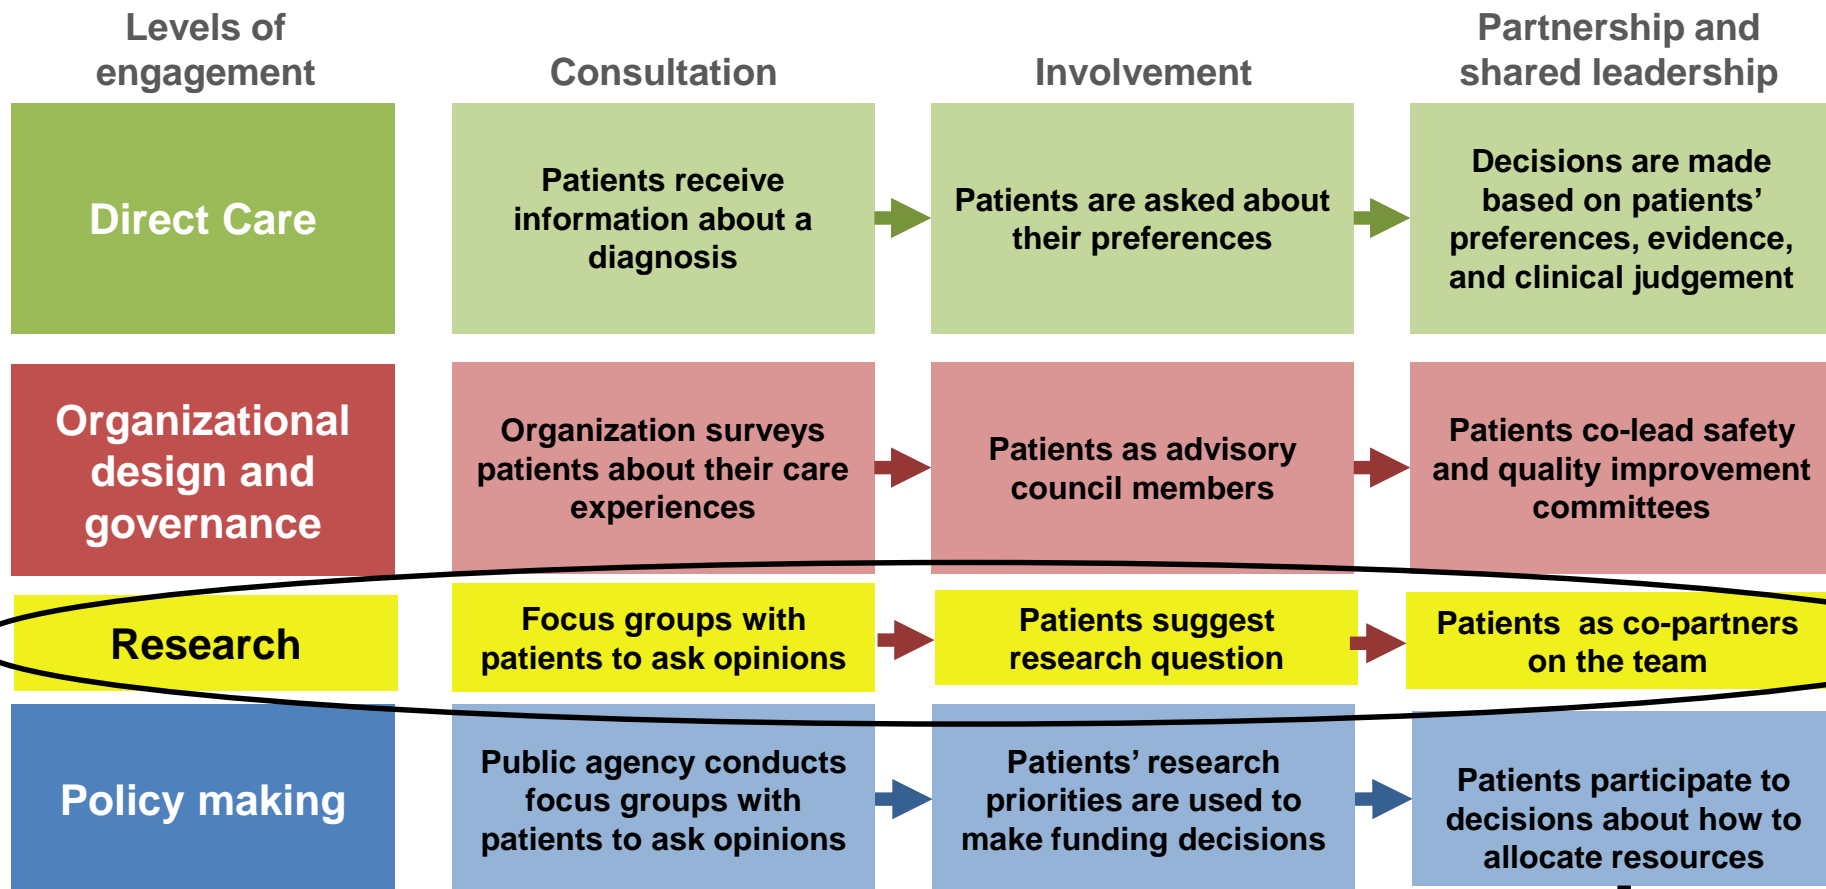 Levels of
engagement
Consultation
Involvement
Partnership and
shared leadership
Direct Care
Patients receive
information about a
diagnosis
Patients are asked about
their preferences
Decisions are made
based on patients’
preferences, evidence,
and clinical judgement
Organizational
design and
governance
Organization surveys
patients about their care
experiences
Patients as advisory
council members
Patients co-lead safety
and quality improvement
committees
Research
Focus groups with
patients to ask opinions
Patients suggest
research question
Patients as co-partners
on the team
Policy making
Public agency conducts
focus groups with
patients to ask opinions
Patients’ research
priorities are used to
make funding decisions
Patients participate to
decisions about how to
allocate resources